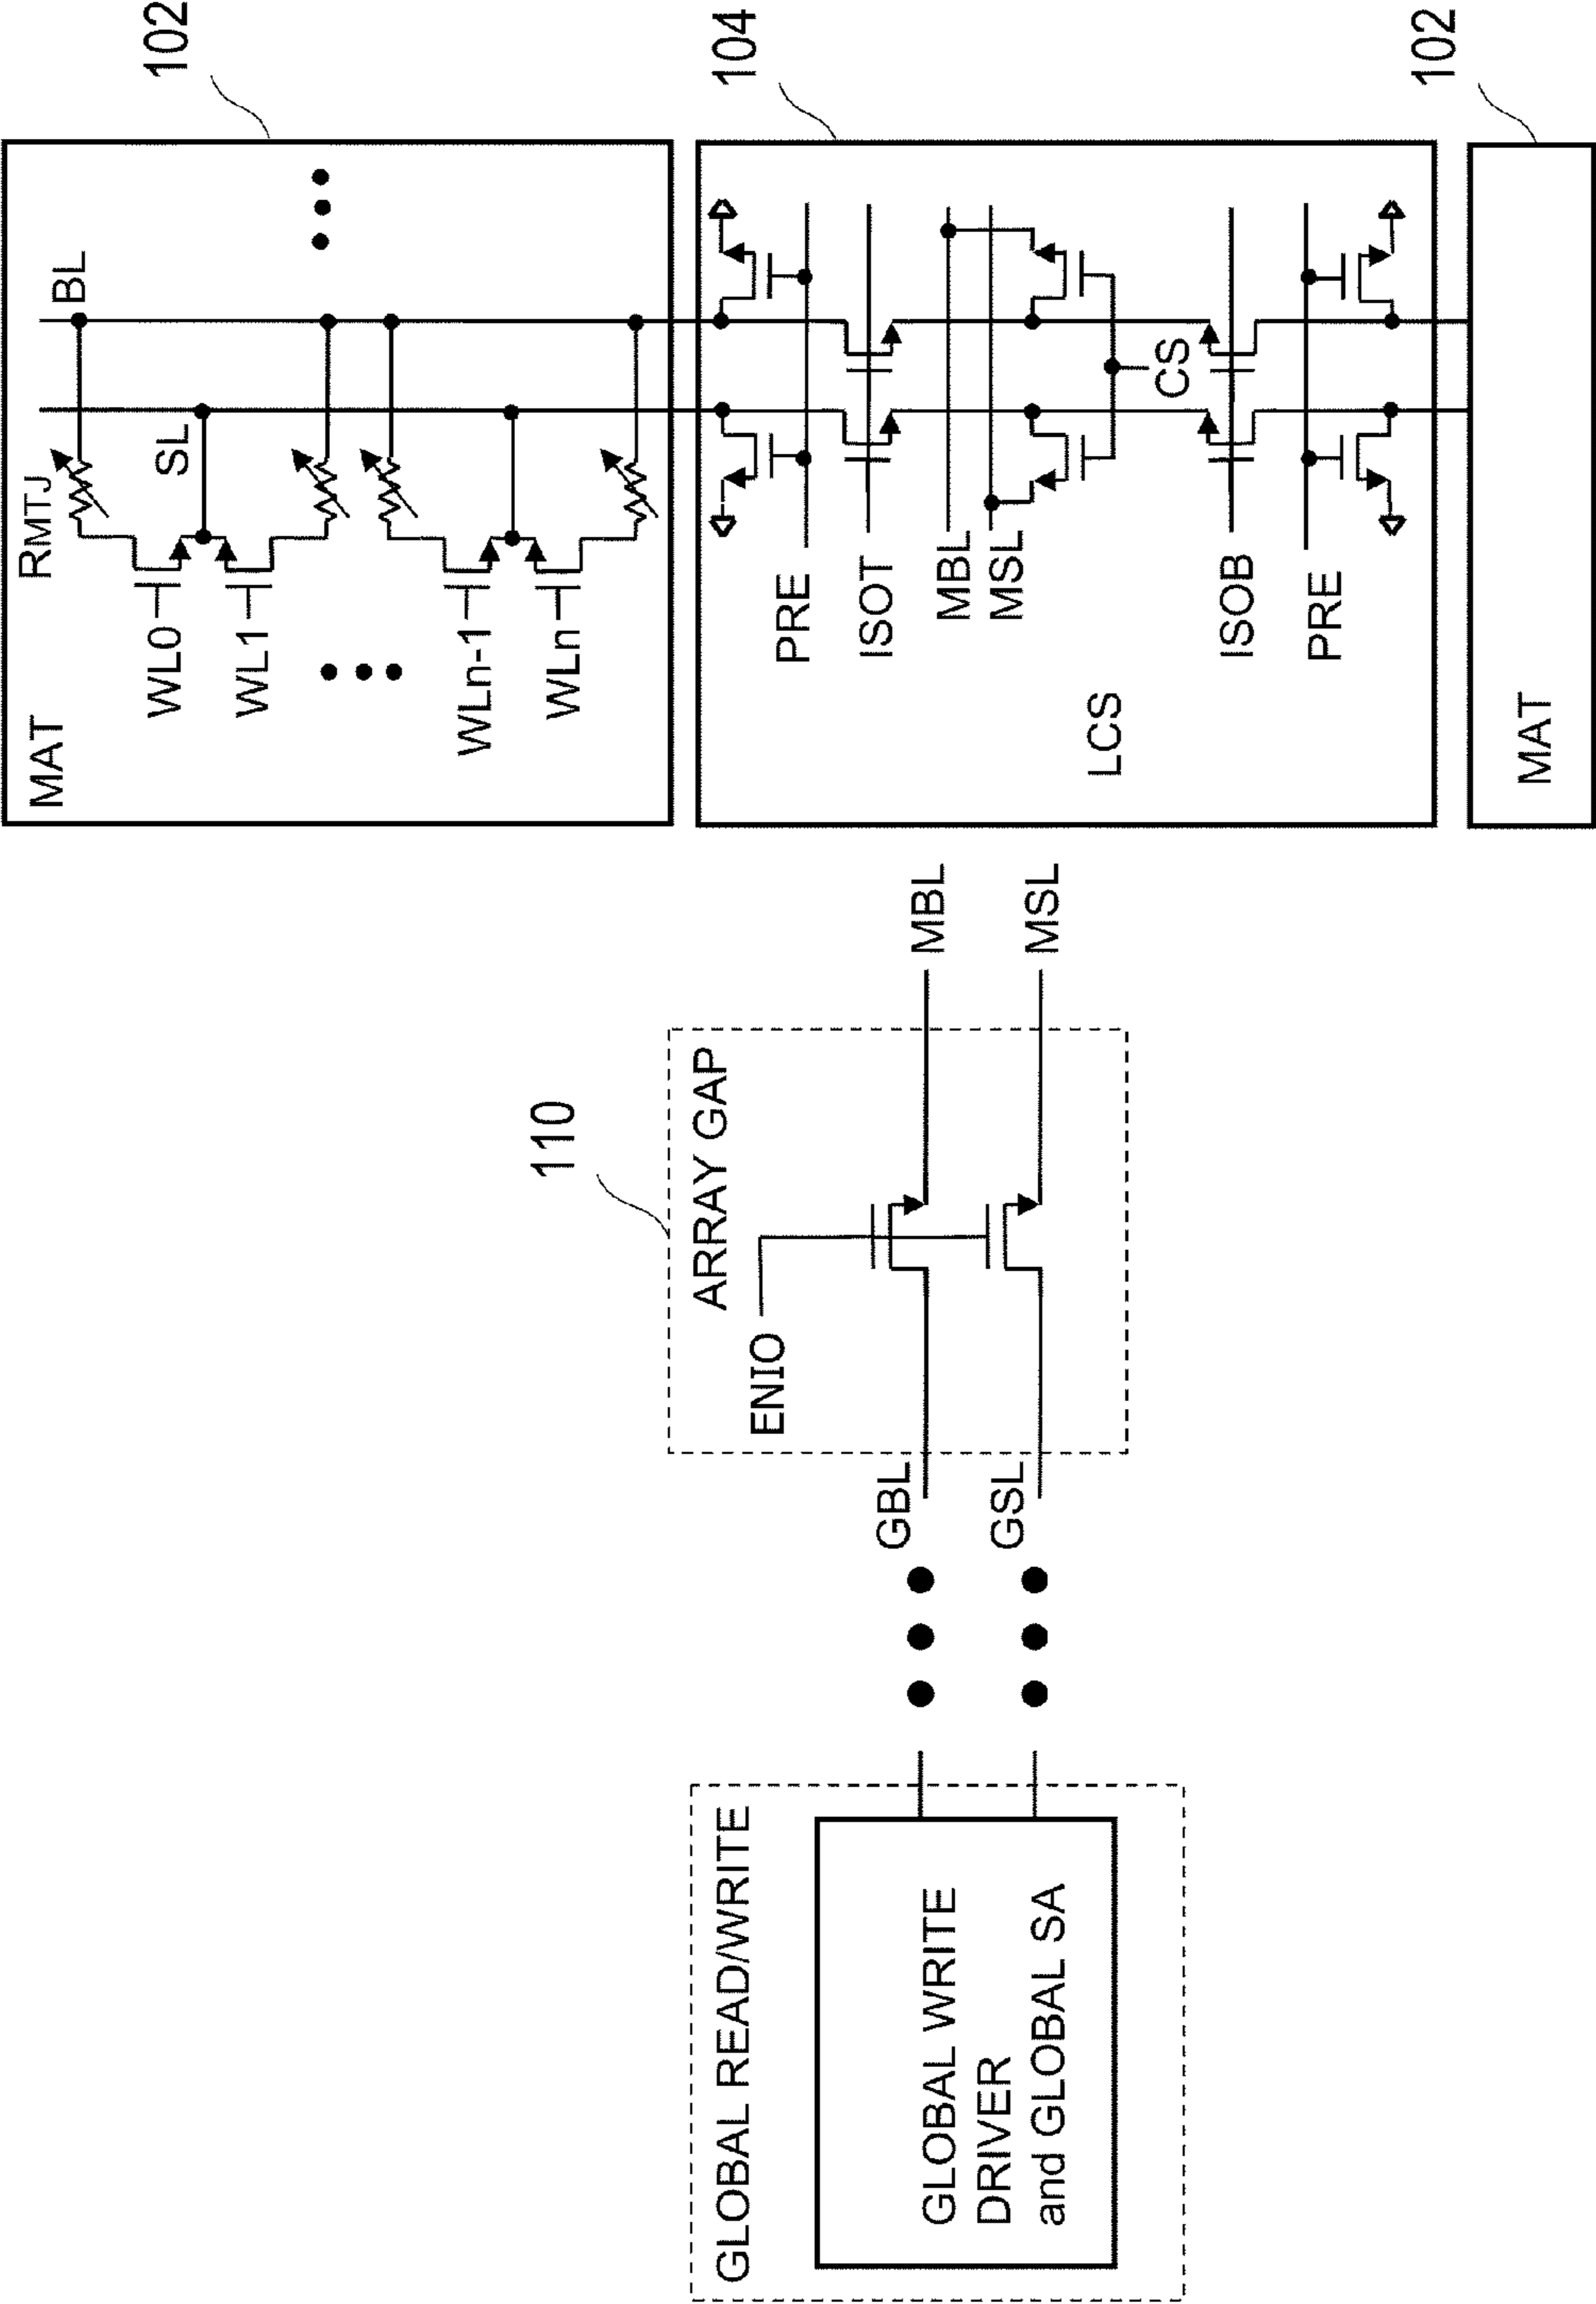 102
104
102
MAT
RMTJ
SL
BL
WL0
WL1
WLn-1
WLn
PRE
ISOT
MBL
MSL
CS
ISOB
PRE
LCS
MAT
110
ARRAY GAP
ENIO
MBL
MSL
GBL
GSL
GLOBAL READ/WRITE
GLOBAL WRITE
DRIVER
and GLOBAL SA